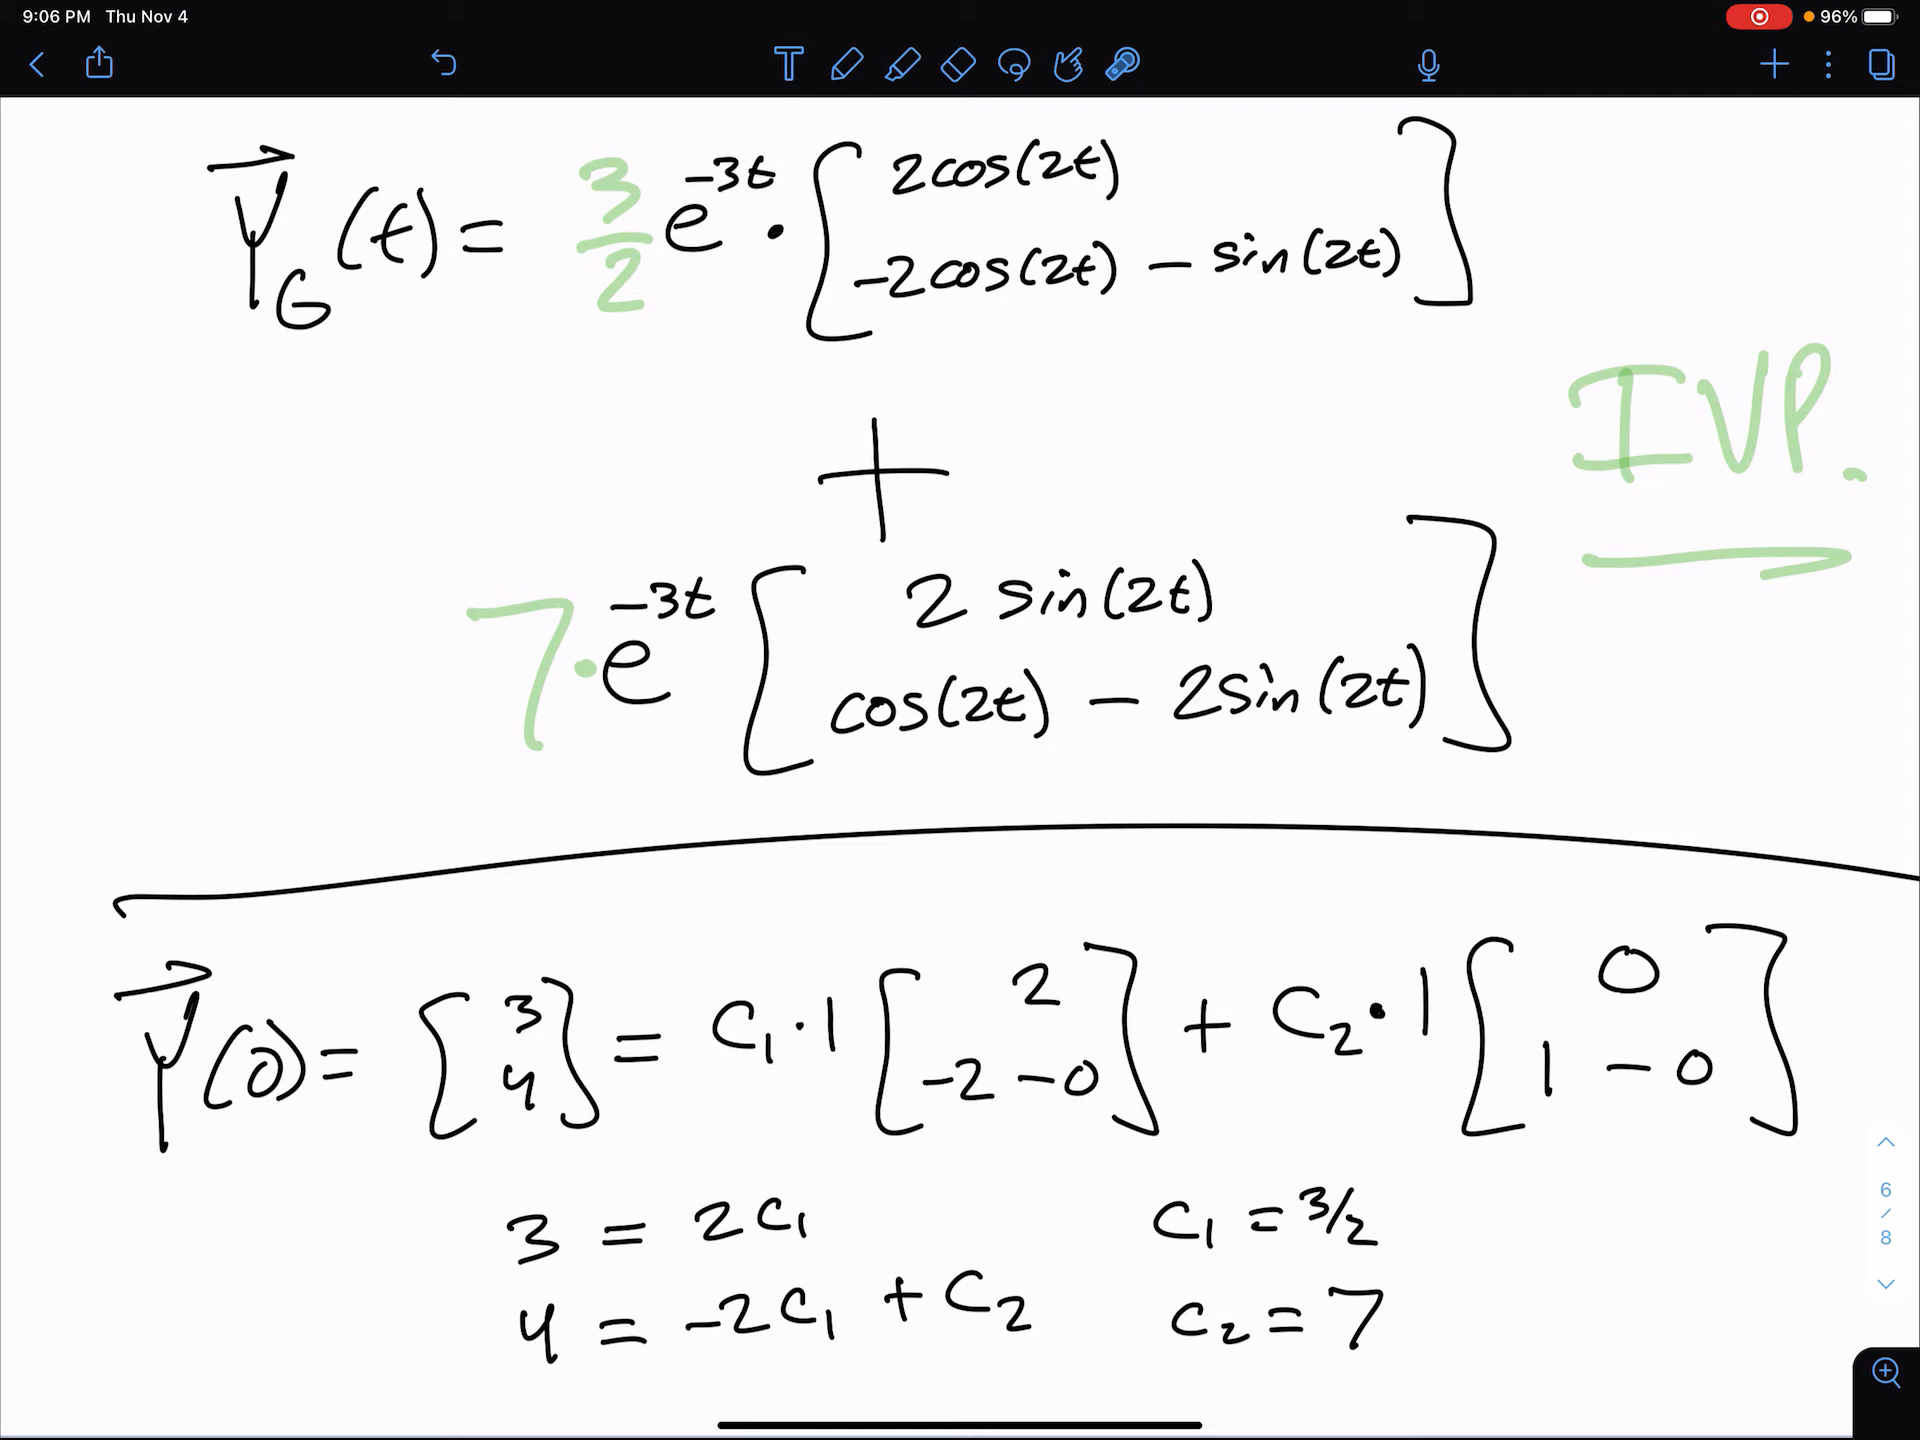 9:06 PM Thu Nov 4
96%
Y⃗_G (t) = 3/2 e^{-3t} · [ 2cos(2t)
-2cos(2t) - sin(2t) ]
IVP.
+
7 · e^{-3t} [ 2 sin(2t)
cos(2t) - 2sin(2t) ]
Y⃗(0) = [ 3
4 ] = C₁·1 [ 2
-2 - 0 ] + C₂·1 [ 0
1 - 0 ]
3 = 2C₁
C₁ = 3/2
4 = -2C₁ + C₂
C₂ = 7
6
/
8